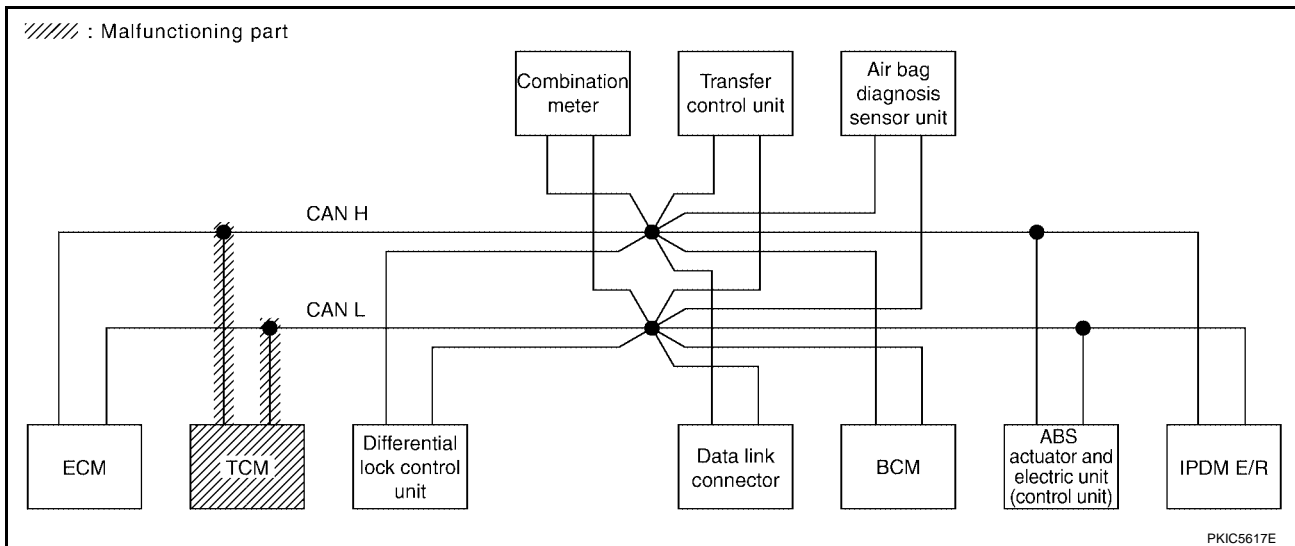 : Malfunctioning part
Combination
meter
Transfer
control unit
Air bag
diagnosis
sensor unit
CAN H
CAN L
ECM
TCM
Differential
lock control
unit
Data link
connector
BCM
ABS
actuator and
electric unit
(control unit)
IPDM E/R
PKIC5617E